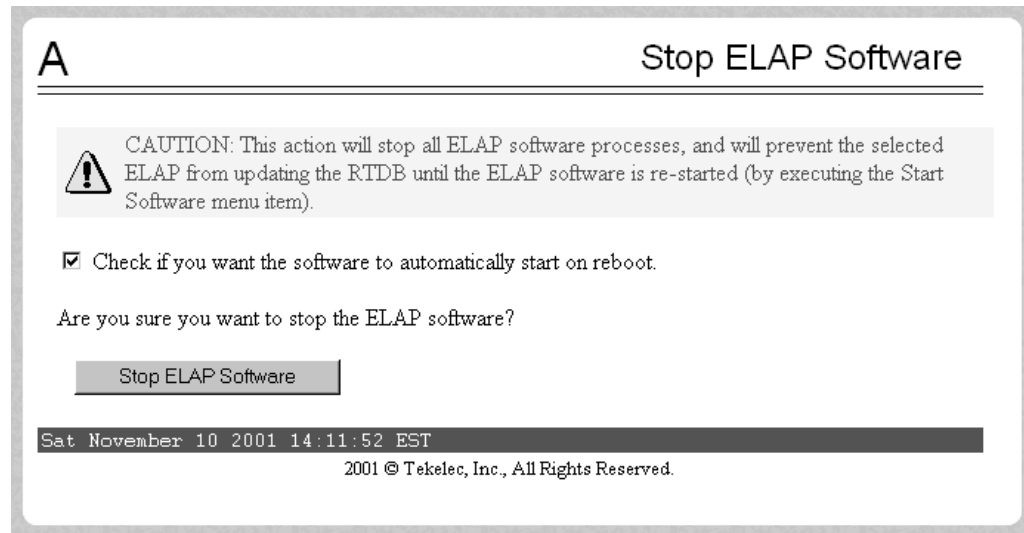 A
Stop ELAP Software
CAUTION: This action will stop all ELAP software processes, and will prevent the selected
ELAP from updating the RTDB until the ELAP software is re-started (by executing the Start
Software menu item).
Check if you want the software to automatically start on reboot.
Are you sure you want to stop the ELAP software?
Stop ELAP Software
Sat November 10 2001 14:11:52 EST
2001 © Tekelec, Inc., All Rights Reserved.